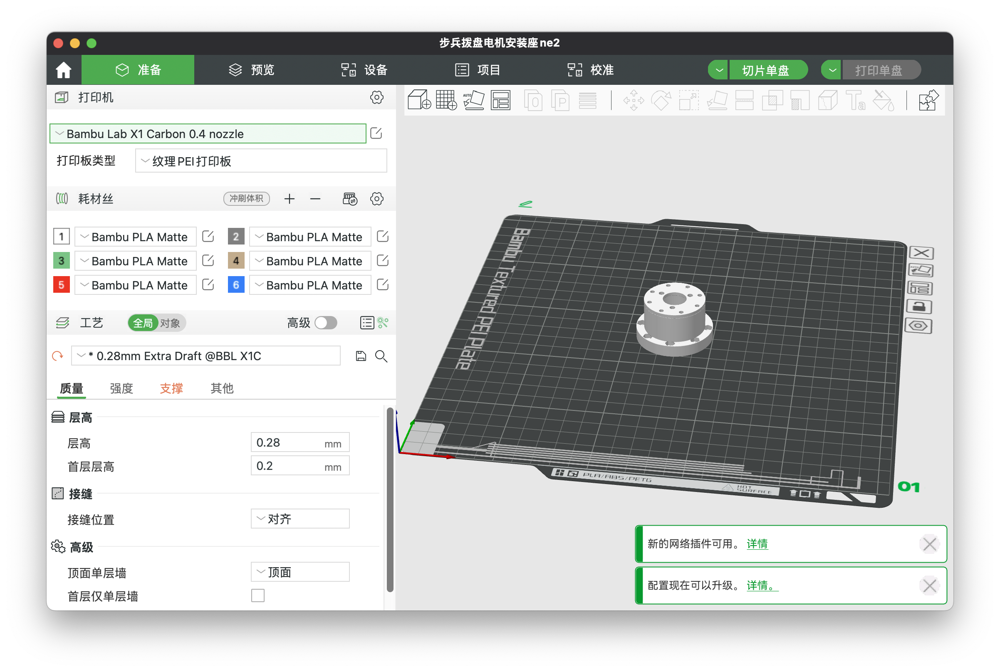 步兵拨盘电机安装座ne2
准备
预览
设备
项目
校准
切片单盘
打印单盘
打印机
Bambu Lab X1 Carbon 0.4 nozzle
打印板类型
纹理PEI打印板
耗材丝
冲刷体积
1 Bambu PLA Matte
2 Bambu PLA Matte
3 Bambu PLA Matte
4 Bambu PLA Matte
5 Bambu PLA Matte
6 Bambu PLA Matte
工艺
全局 对象
高级
* 0.28mm Extra Draft @BBL X1C
质量 强度 支撑 其他
层高
层高 0.28 mm
首层层高 0.2 mm
接缝
接缝位置 对齐
高级
顶面单层墙 顶面
首层仅单层墙
AUTO
O
P
Ta
Bambu Textured PEI Plate
AUTO
PLA/ABS/PETG
HOT
SURFACE
01
新的网络插件可用。 详情
配置现在可以升级。 详情。